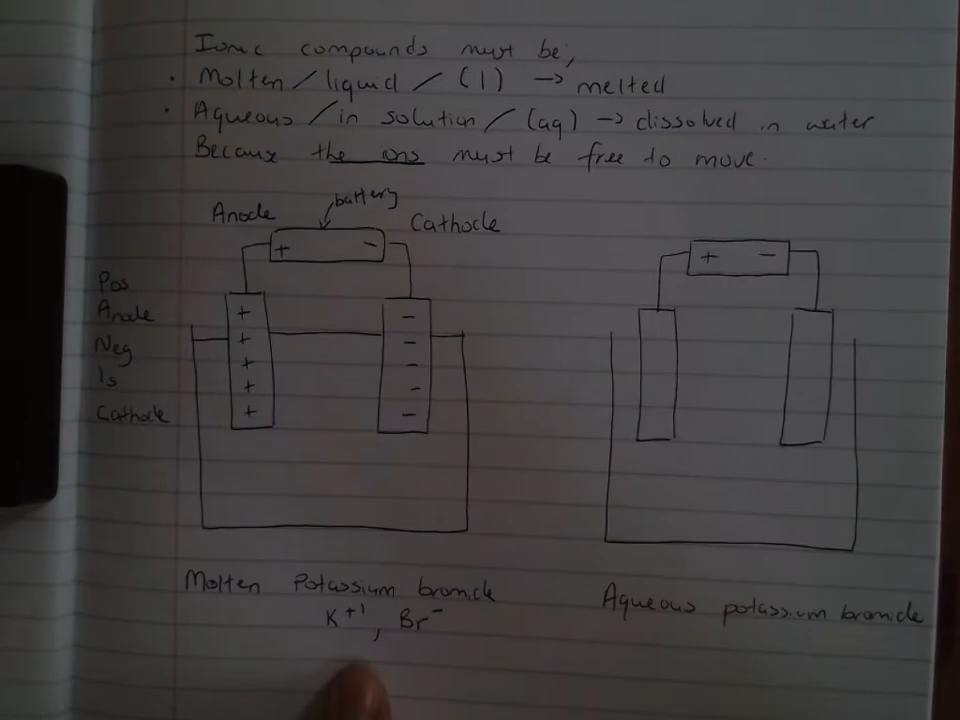 Ionic compounds must be;
· Molten / liquid / (l) → melted
· Aqueous / in solution / (aq) → dissolved in water
Because the ions must be free to move.
Anode battery Cathode
+ - + -
Pos
Anode
Neg
Is
Cathode
+ -
+ -
+ -
+ -
+ -
Molten Potassium bromide
K+1, Br-
Aqueous potassium bromide